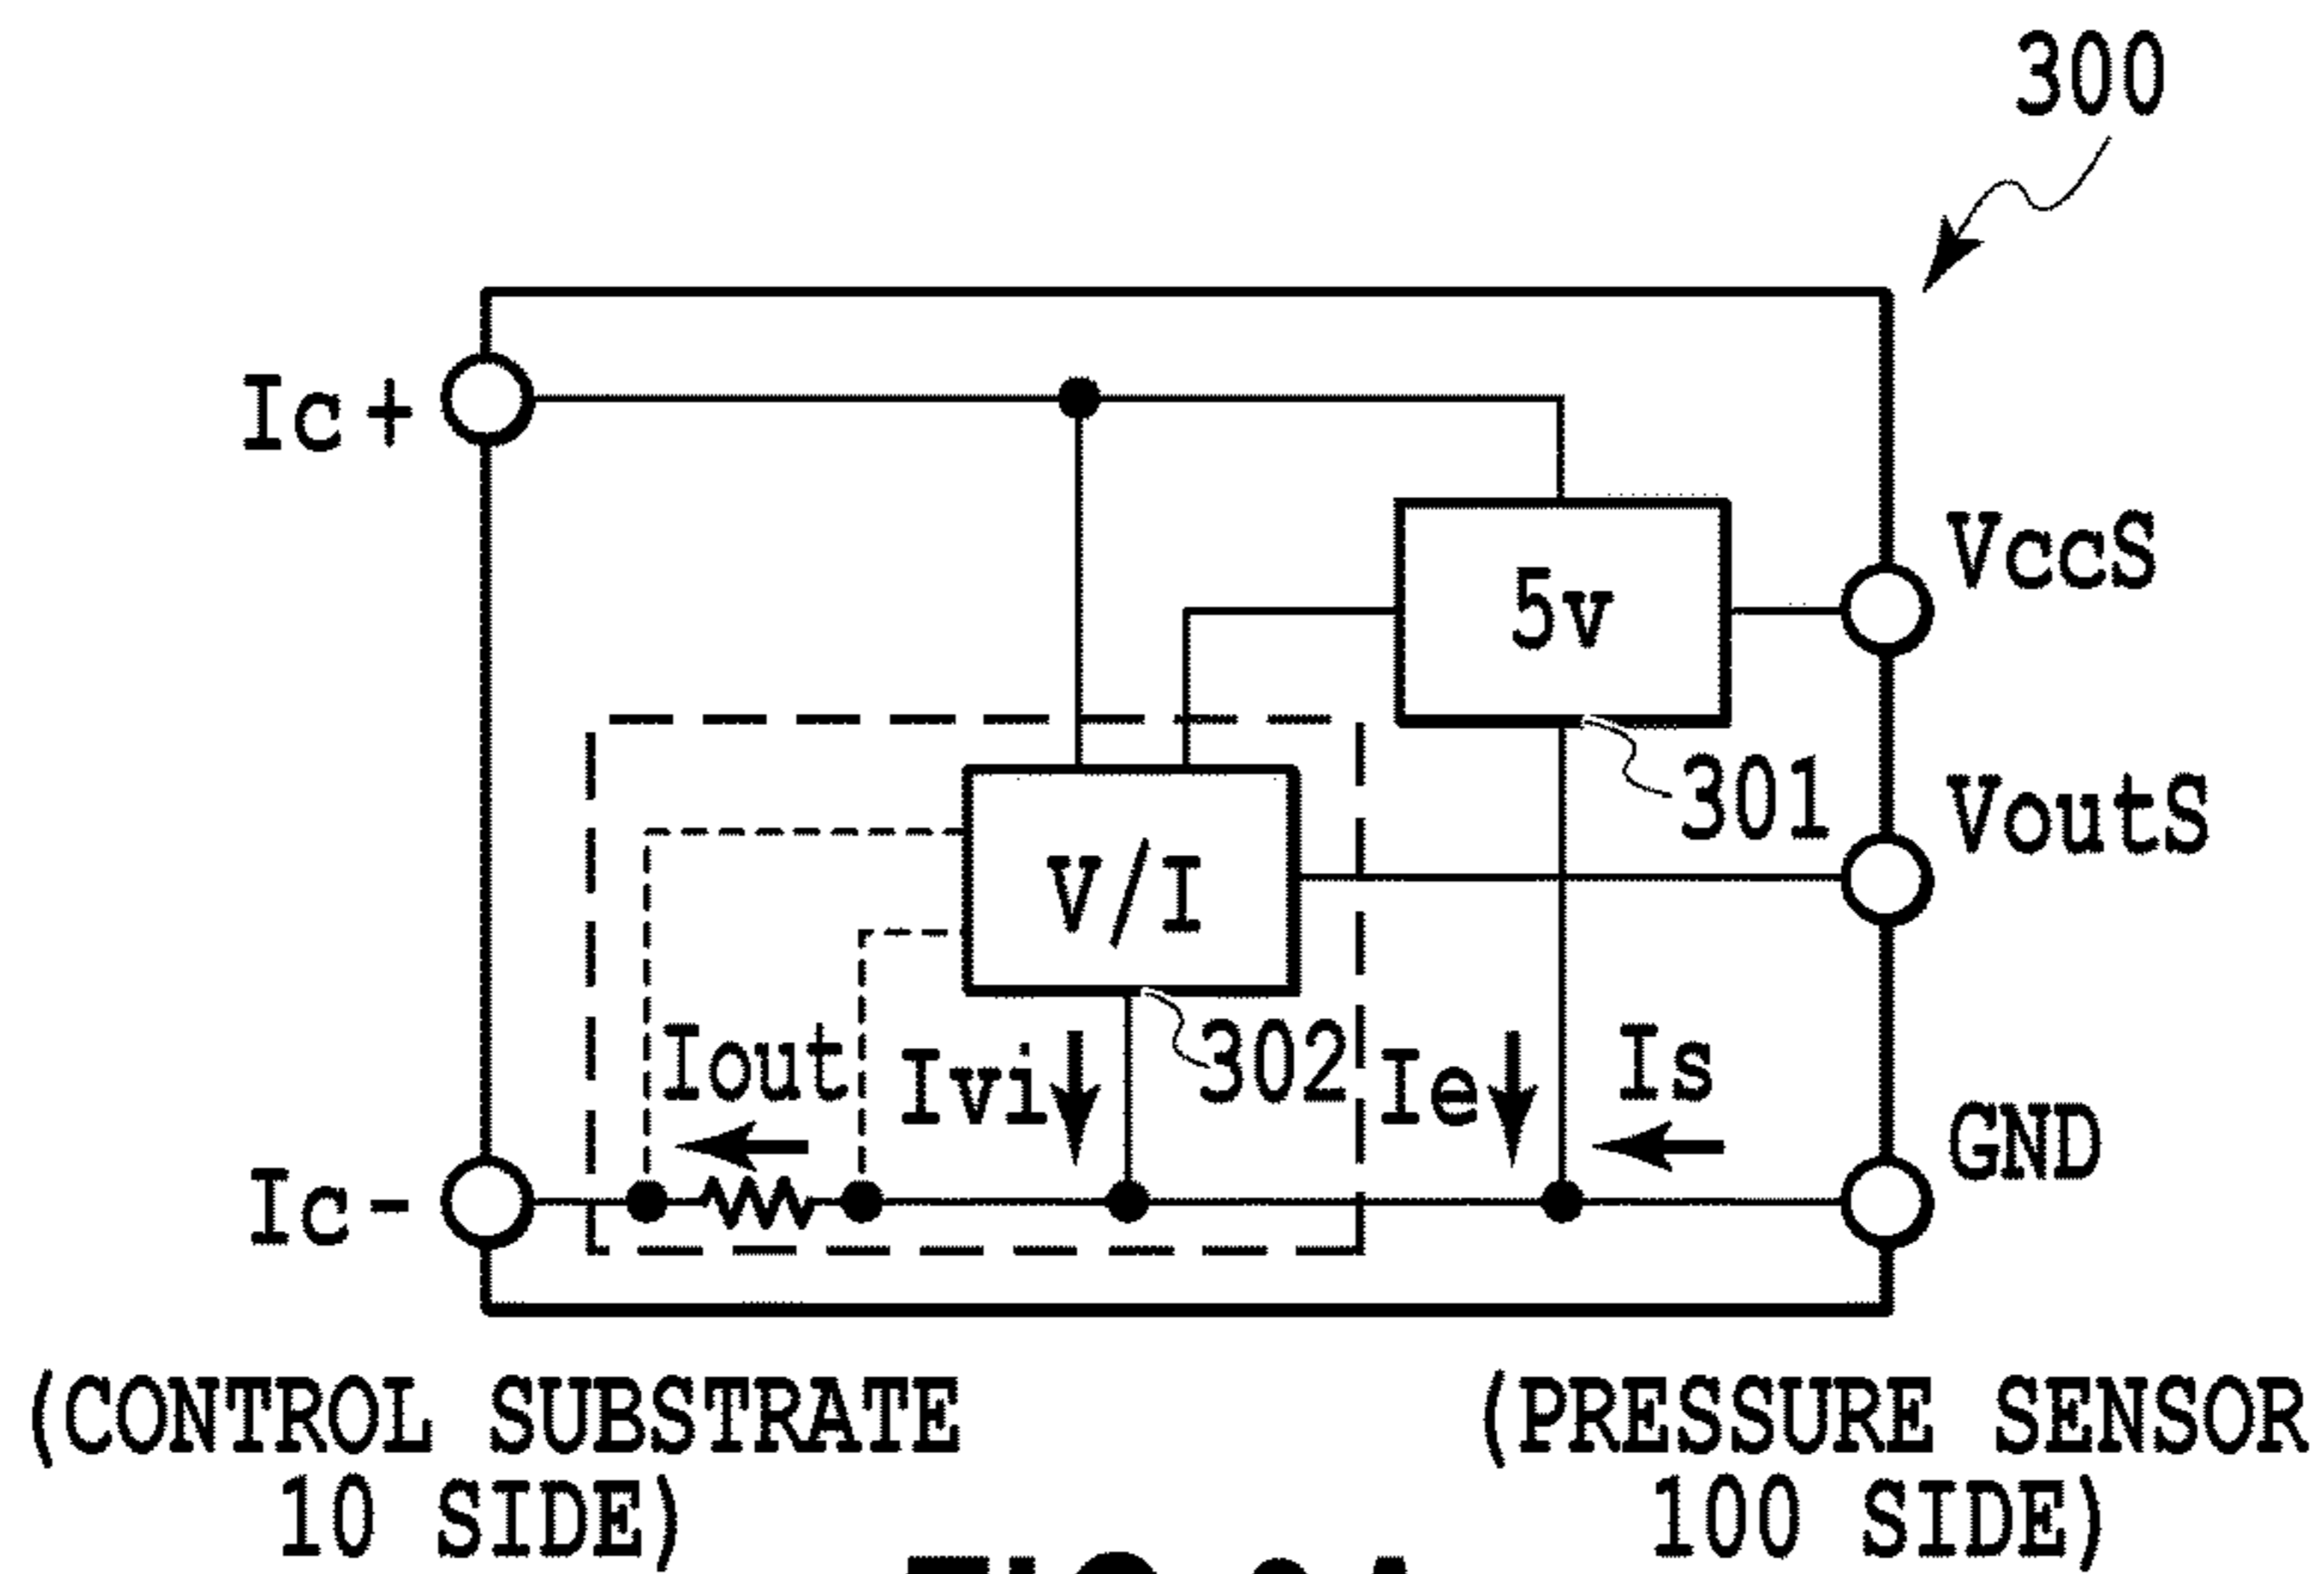 300
Ic+
VccS
5v
301
VoutS
V/I
302
Iout
Ivi
Ie
Is
GND
Ic-
(CONTROL SUBSTRATE
10 SIDE)
(PRESSURE SENSOR
100 SIDE)